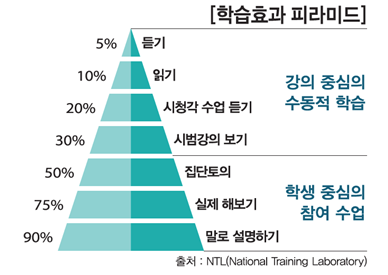 [학습효과 피라미드]
5% 듣기
10% 읽기
20% 시청각 수업 듣기
30% 시범강의 보기
강의 중심의
수동적 학습
50% 집단토의
75% 실제 해보기
90% 말로 설명하기
학생 중심의
참여 수업
출처 : NTL(National Training Laboratory)